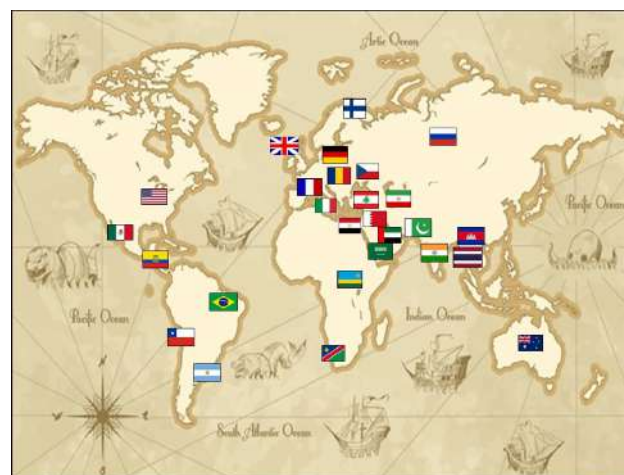 Artic Ocean
Pacific Ocean
Pacific Ocean
Indian Ocean
South Atlantic Ocean